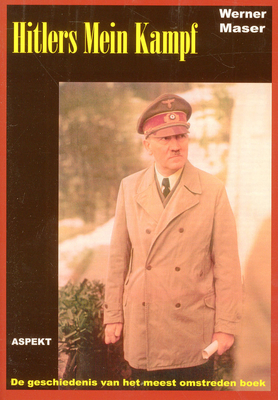 Werner
Maser
Hitlers Mein Kampf
ASPEKT
De geschiedenis van het meest omstreden boek